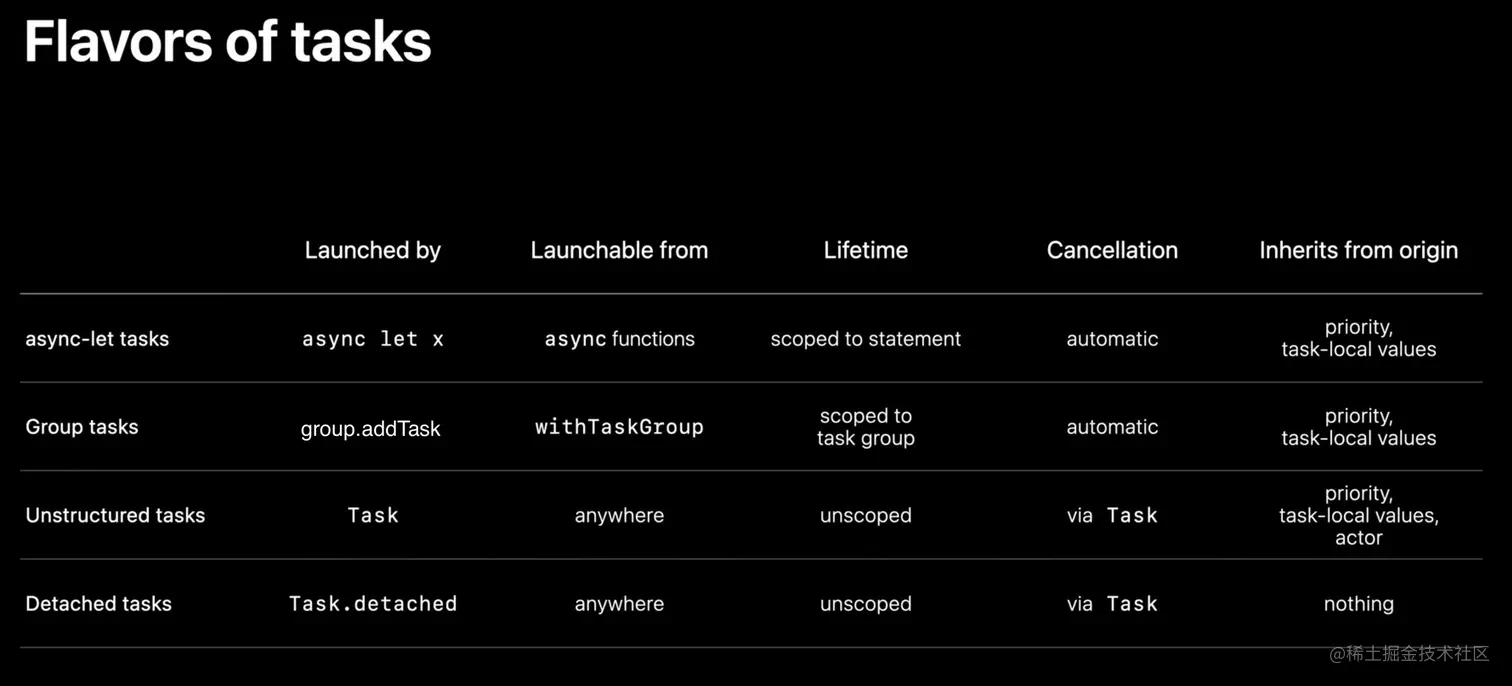 Flavors of tasks
Launched by Launchable from Lifetime Cancellation Inherits from origin
async-let tasks async let x async functions scoped to statement automatic priority,
task-local values
Group tasks group.addTask withTaskGroup scoped to
task group automatic priority,
task-local values
Unstructured tasks Task anywhere unscoped via Task priority,
task-local values,
actor
Detached tasks Task.detached anywhere unscoped via Task nothing
@稀土掘金技术社区